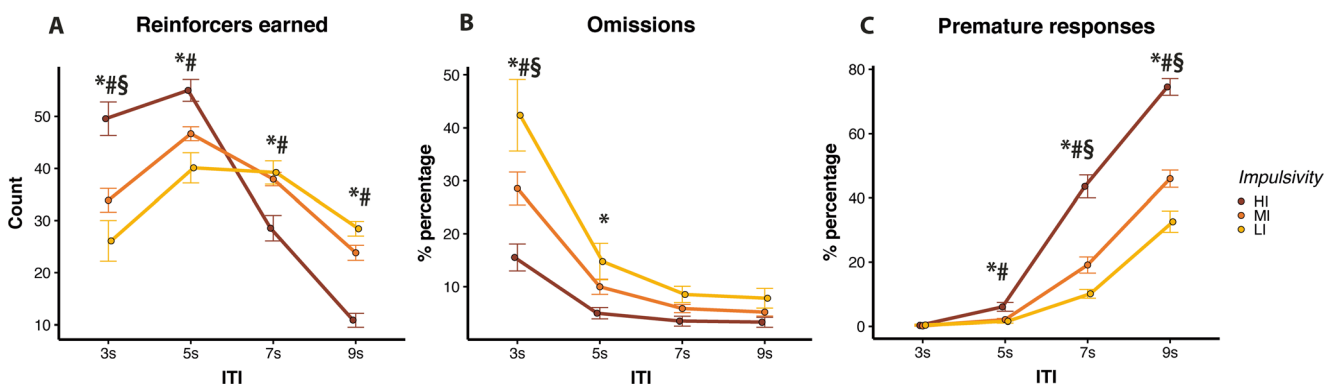 A Reinforcers earned
*#§
*#
*#
*#
50
40
30
20
10
Count
3s 5s 7s 9s
ITI
B Omissions
*#§
*
50
40
30
20
10
% percentage
3s 5s 7s 9s
ITI
C Premature responses
*#§
*#§
*#
80
60
40
20
0
% percentage
3s 5s 7s 9s
ITI
Impulsivity
HI
MI
LI